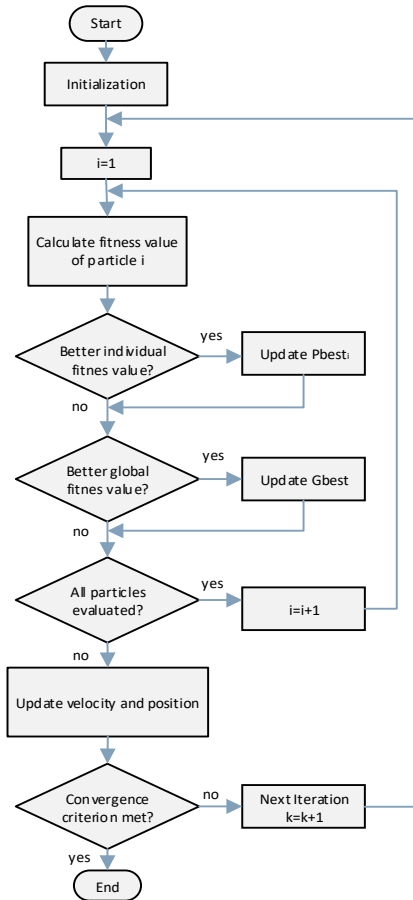 Start
Initialization
i=1
Calculate fitness value
of particle i
Better individual
fitnes value?
yes
Update Pbestᵢ
no
Better global
fitnes value?
yes
Update Gbest
no
All particles
evaluated?
yes
i=i+1
no
Update velocity and position
Convergence
criterion met?
no
Next Iteration
k=k+1
yes
End